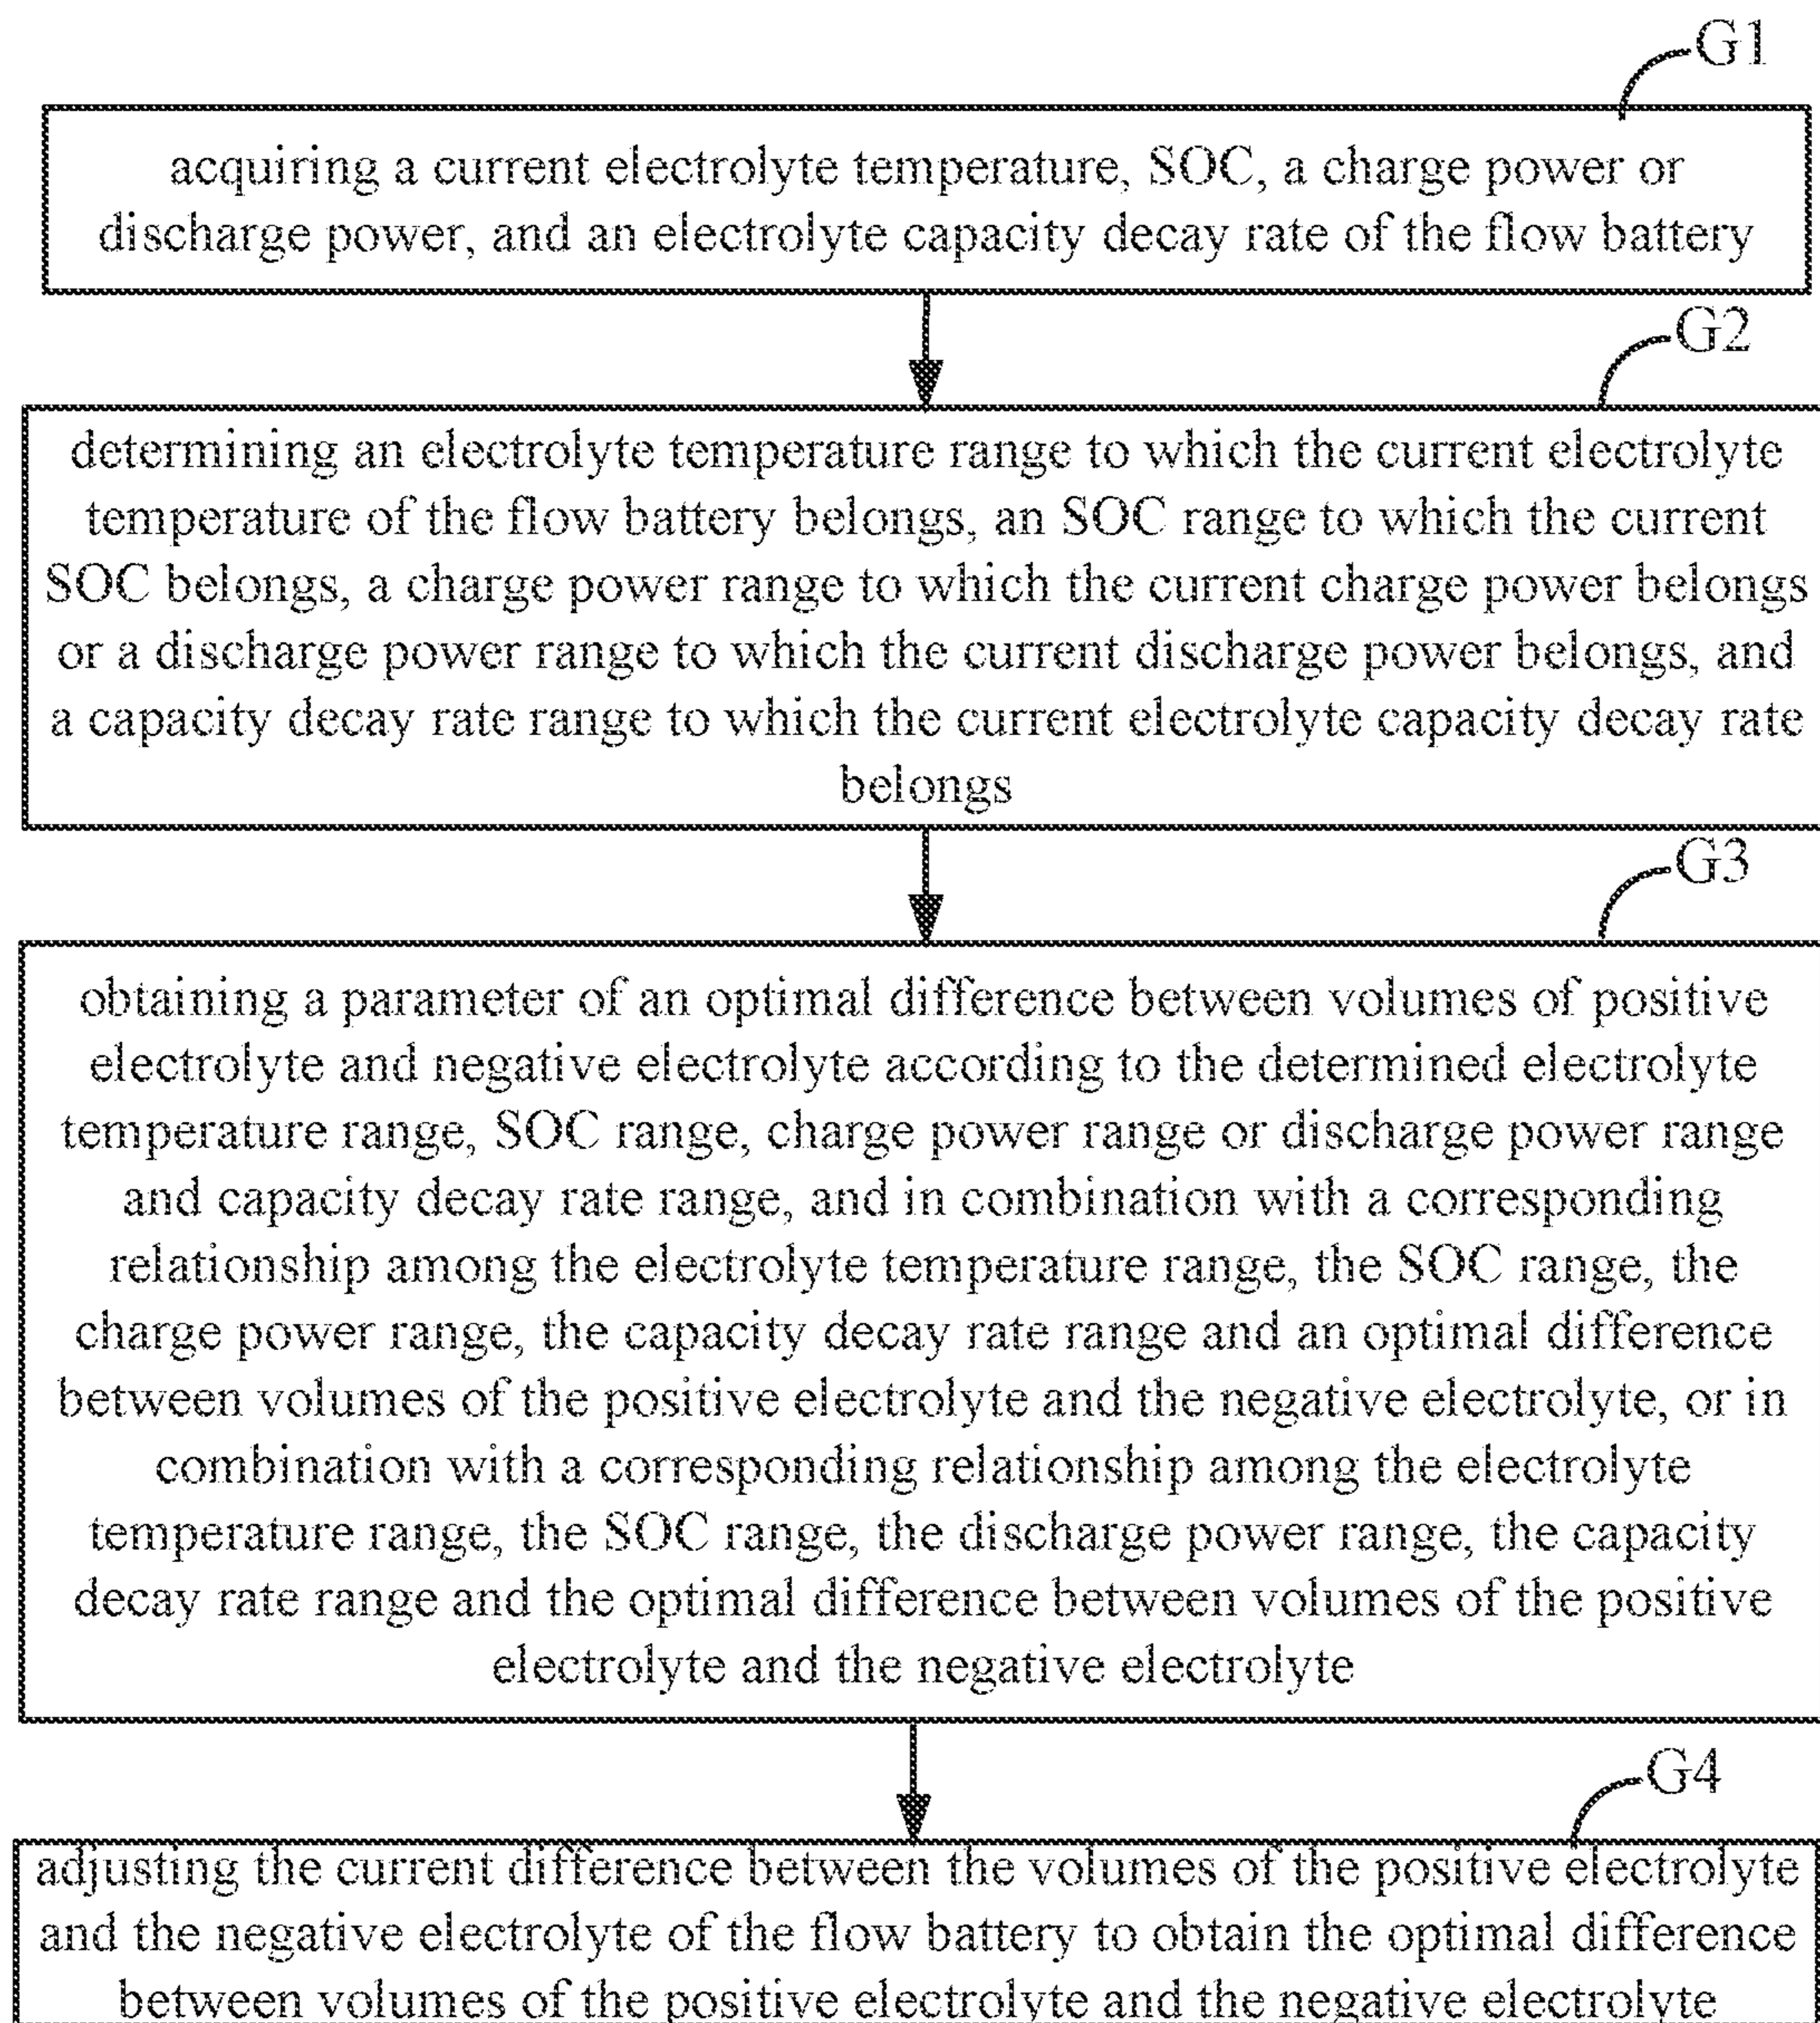 G1
acquiring a current electrolyte temperature, SOC, a charge power or
discharge power, and an electrolyte capacity decay rate of the flow battery
G2
determining an electrolyte temperature range to which the current electrolyte
temperature of the flow battery belongs, an SOC range to which the current
SOC belongs, a charge power range to which the current charge power belongs
or a discharge power range to which the current discharge power belongs, and
a capacity decay rate range to which the current electrolyte capacity decay rate
belongs
G3
obtaining a parameter of an optimal difference between volumes of positive
electrolyte and negative electrolyte according to the determined electrolyte
temperature range, SOC range, charge power range or discharge power range
and capacity decay rate range, and in combination with a corresponding
relationship among the electrolyte temperature range, the SOC range, the
charge power range, the capacity decay rate range and an optimal difference
between volumes of the positive electrolyte and the negative electrolyte, or in
combination with a corresponding relationship among the electrolyte
temperature range, the SOC range, the discharge power range, the capacity
decay rate range and the optimal difference between volumes of the positive
electrolyte and the negative electrolyte
G4
adjusting the current difference between the volumes of the positive electrolyte
and the negative electrolyte of the flow battery to obtain the optimal difference
between volumes of the positive electrolyte and the negative electrolyte